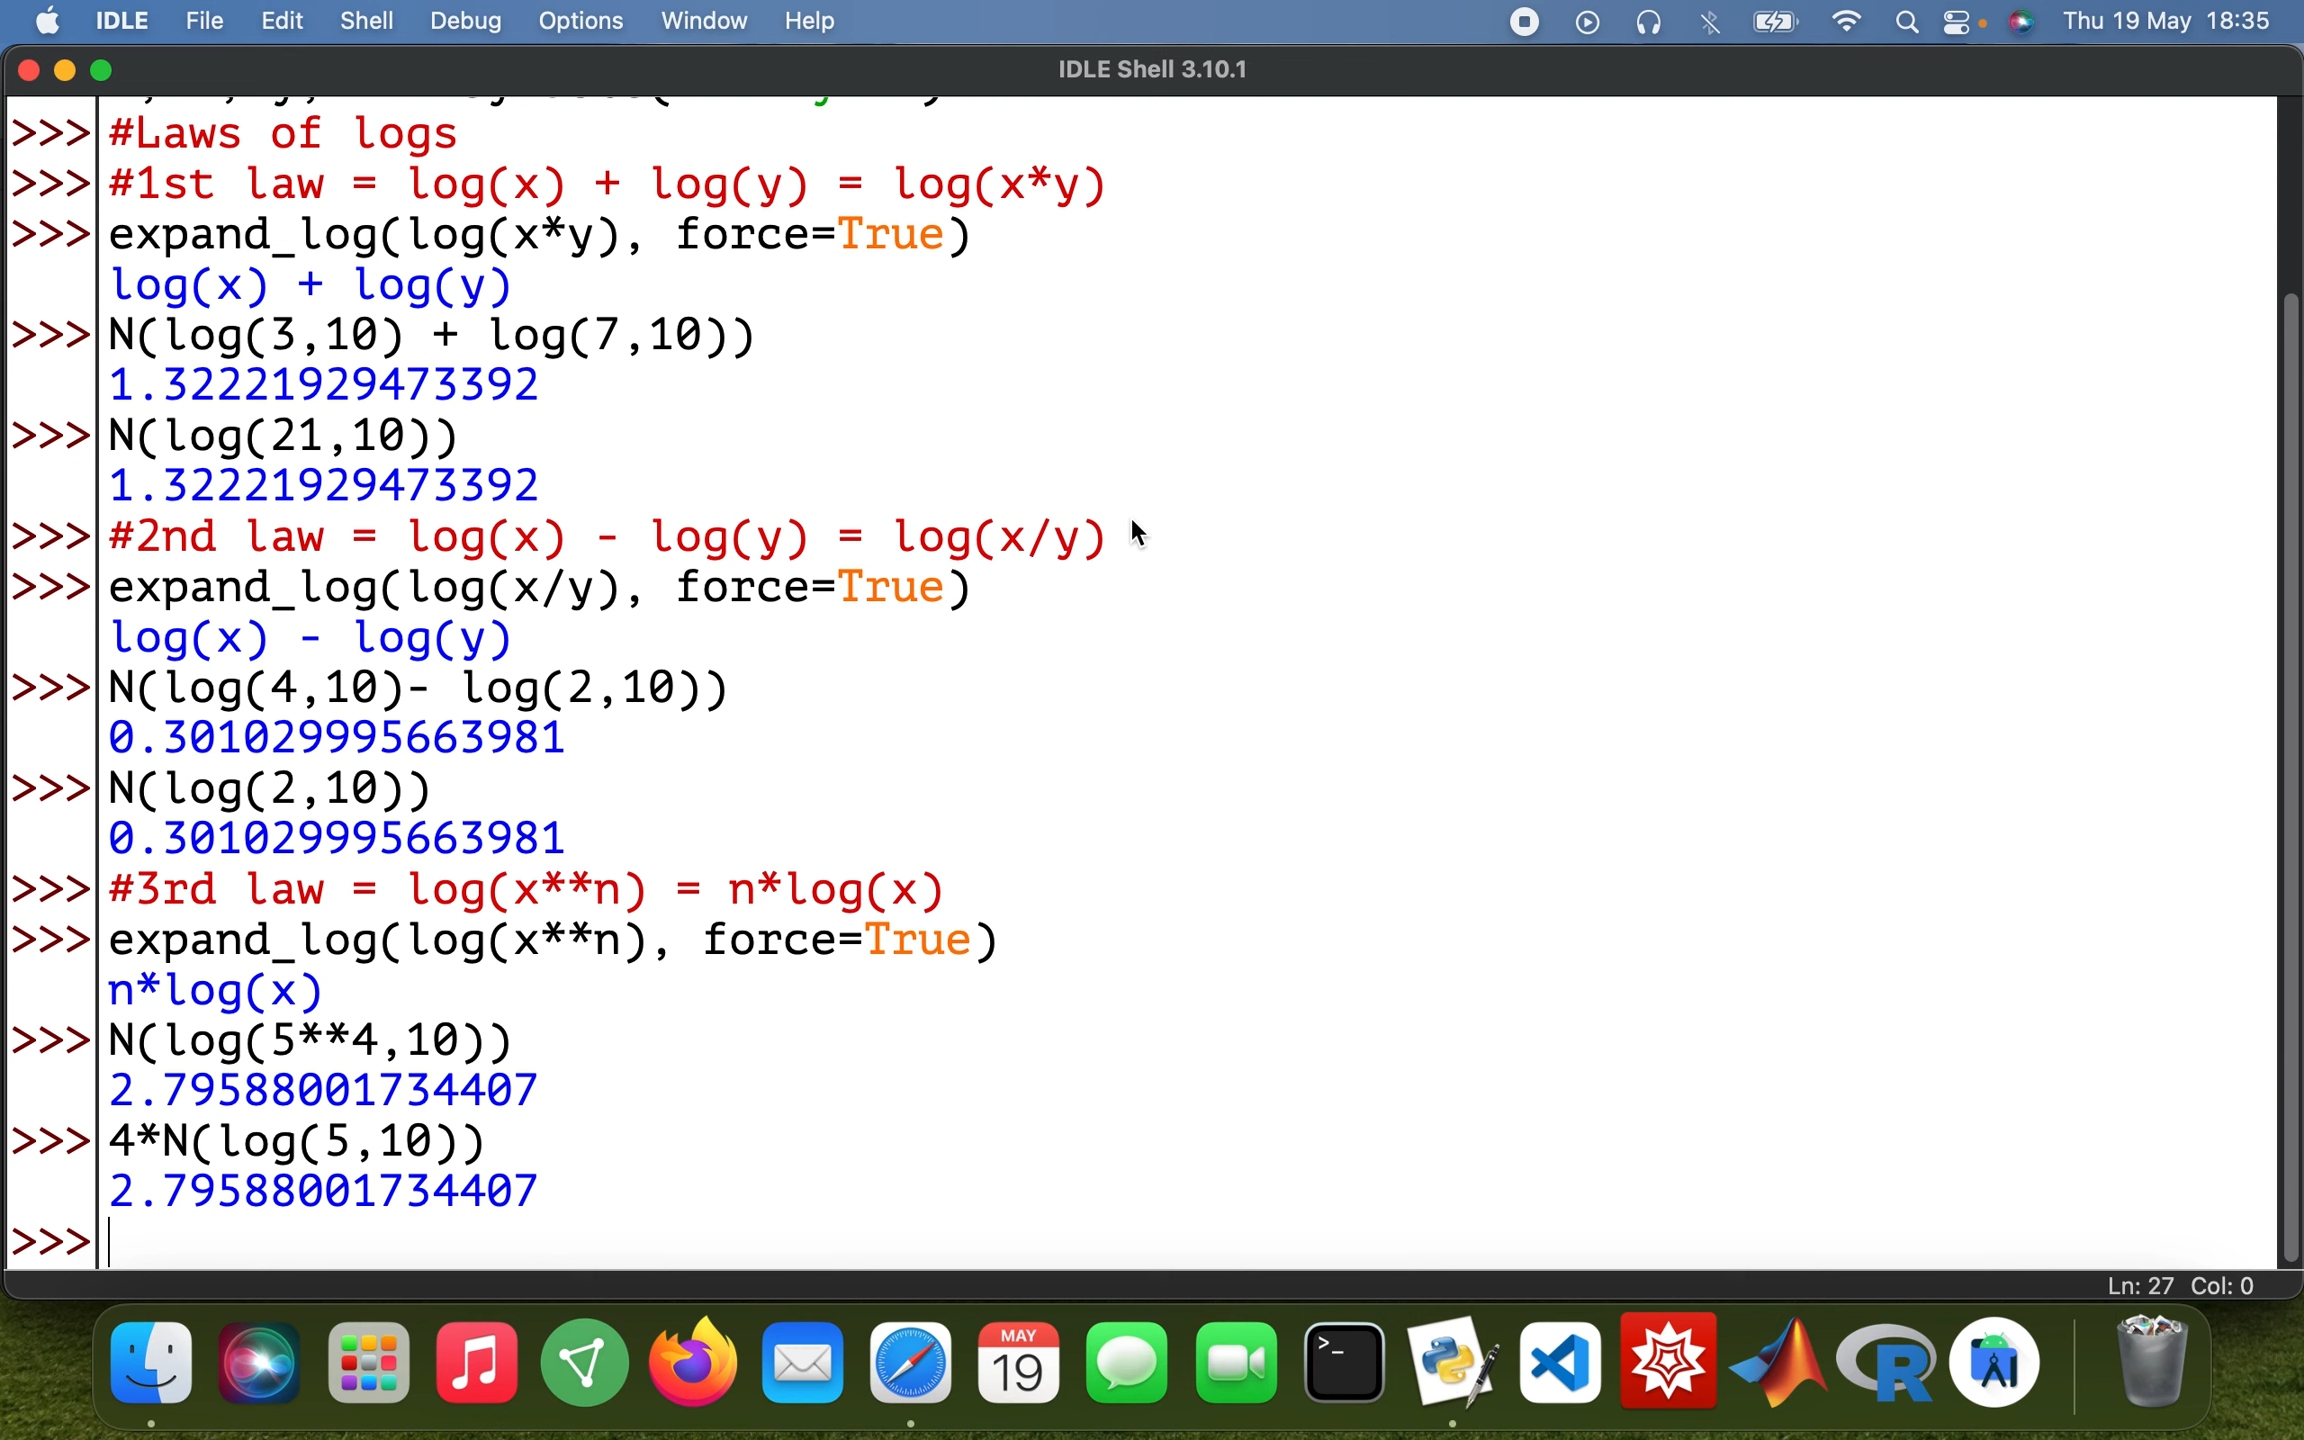 IDLE File Edit Shell Debug Options Window Help Thu 19 May 18:35
IDLE Shell 3.10.1
>>> #Laws of logs
>>> #1st law = log(x) + log(y) = log(x*y)
>>> expand_log(log(x*y), force=True)
log(x) + log(y)
>>> N(log(3,10) + log(7,10))
1.32221929473392
>>> N(log(21,10))
1.32221929473392
>>> #2nd law = log(x) - log(y) = log(x/y)
>>> expand_log(log(x/y), force=True)
log(x) - log(y)
>>> N(log(4,10)- log(2,10))
0.301029995663981
>>> N(log(2,10))
0.301029995663981
>>> #3rd law = log(x**n) = n*log(x)
>>> expand_log(log(x**n), force=True)
n*log(x)
>>> N(log(5**4,10))
2.79588001734407
>>> 4*N(log(5,10))
2.79588001734407
>>>
Ln: 27 Col: 0
MAY
19
>_
R